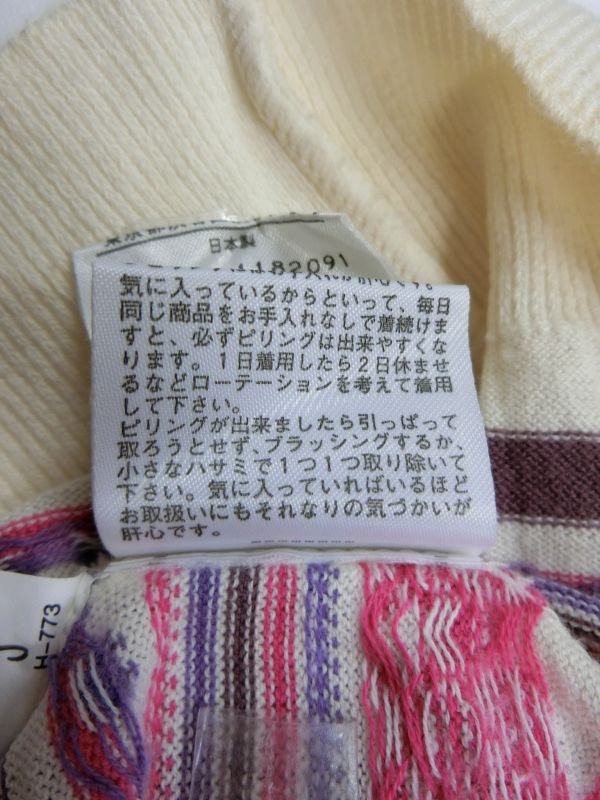 日本製
182091
気に入っているからといって、毎日
同じ商品をお手入れなしで着続けま
すと、必ずピリングは出来やすくな
ります。1日着用したら2日休ませ
るなどローテーションを考えて着用
して下さい。
ピリングが出来ましたら引っぱって
取ろうとせず、ブラッシングするか、
小さなハサミで1つ1つ取り除いて
下さい。気に入っていればいるほど
お取扱いにもそれなりの気づかいが
肝心です。
H-773